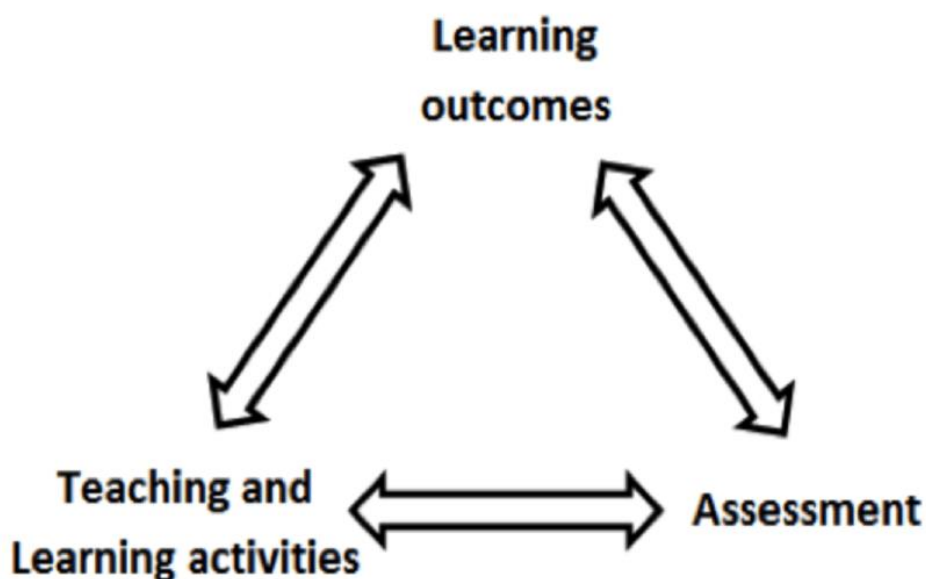 Learning
outcomes
Teaching and
Learning activities
Assessment